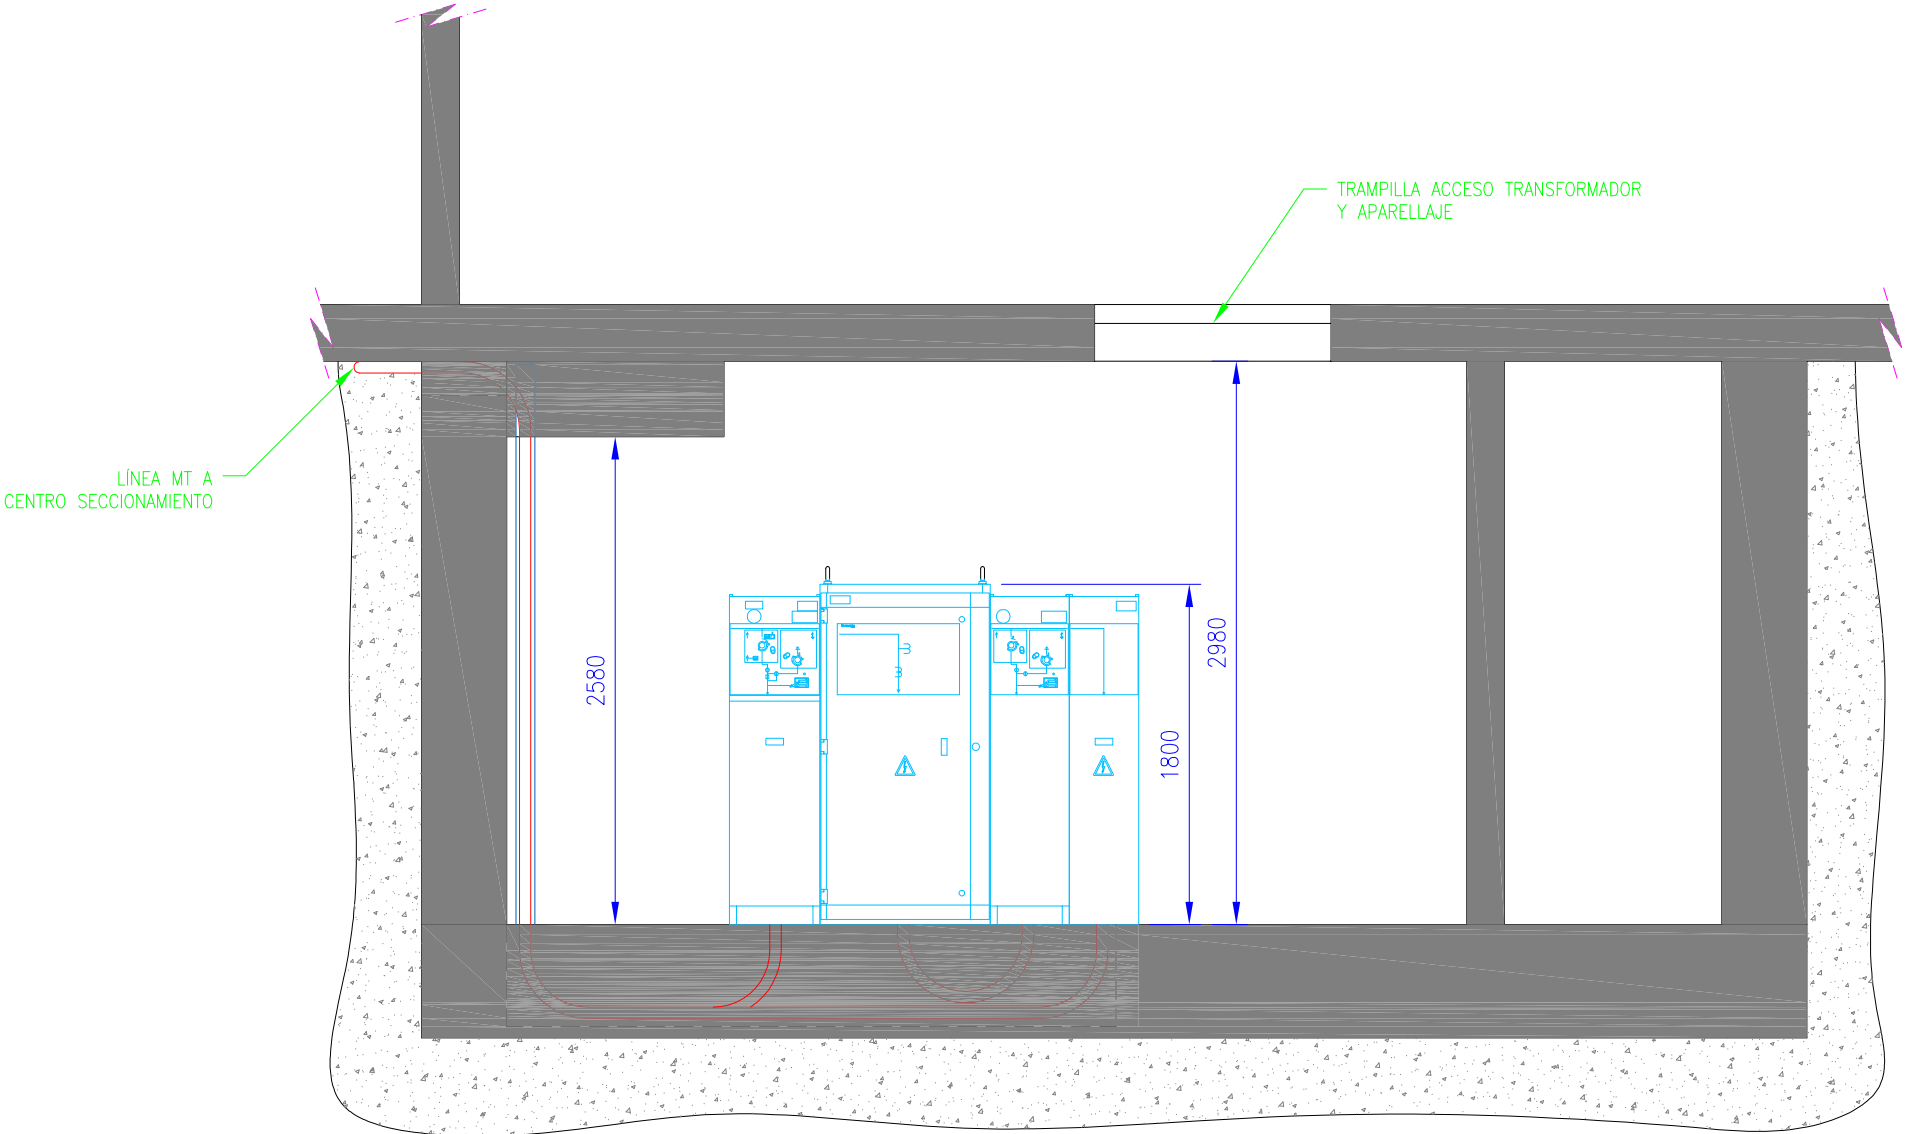 TRAMPILLA ACCESO TRANSFORMADOR
Y APARELLAJE
LÍNEA MT A
CENTRO SECCIONAMIENTO
2580
1800
2980